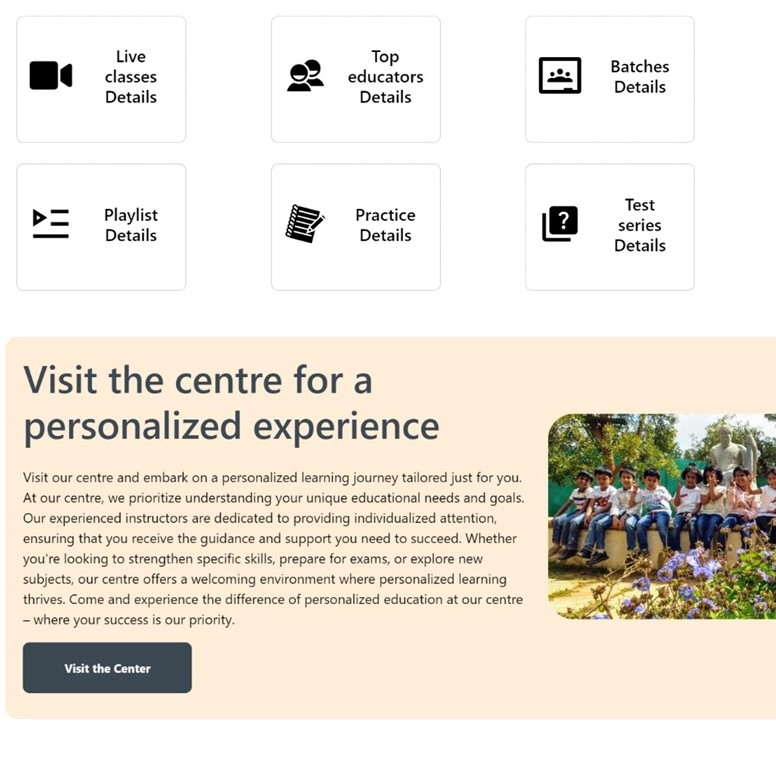 Live
classes
Details
Top
educators
Details
Batches
Details
Playlist
Details
Practice
Details
Test
series
Details
Visit the centre for a
personalized experience
Visit our centre and embark on a personalized learning journey tailored just for you.
At our centre, we prioritize understanding your unique educational needs and goals.
Our experienced instructors are dedicated to providing individualized attention,
ensuring that you receive the guidance and support you need to succeed. Whether
you're looking to strengthen specific skills, prepare for exams, or explore new
subjects, our centre offers a welcoming environment where personalized learning
thrives. Come and experience the difference of personalized education at our centre
– where your success is our priority.
Visit the Center